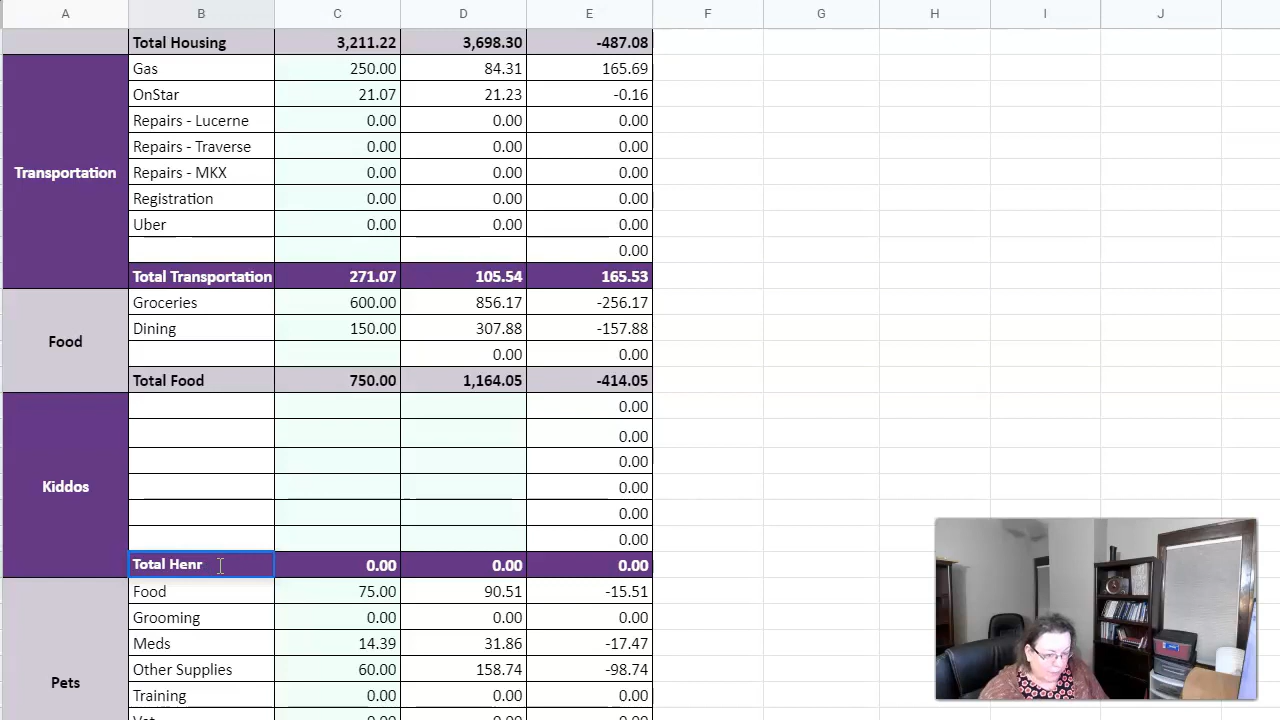 A B C D E F G H I J
Total Housing 3,211.22 3,698.30 -487.08
Gas 250.00 84.31 165.69
OnStar 21.07 21.23 -0.16
Repairs - Lucerne 0.00 0.00 0.00
Repairs - Traverse 0.00 0.00 0.00
Transportation Repairs - MKX 0.00 0.00 0.00
Registration 0.00 0.00 0.00
Uber 0.00 0.00 0.00
0.00
Total Transportation 271.07 105.54 165.53
Groceries 600.00 856.17 -256.17
Dining 150.00 307.88 -157.88
Food
0.00 0.00
Total Food 750.00 1,164.05 -414.05
0.00
0.00
0.00
Kiddos 0.00
0.00
0.00
Total Henr 0.00 0.00 0.00
Food 75.00 90.51 -15.51
Grooming 0.00 0.00 0.00
Meds 14.39 31.86 -17.47
Other Supplies 60.00 158.74 -98.74
Pets
Training 0.00 0.00 0.00
Vet 0.00 0.00 0.00